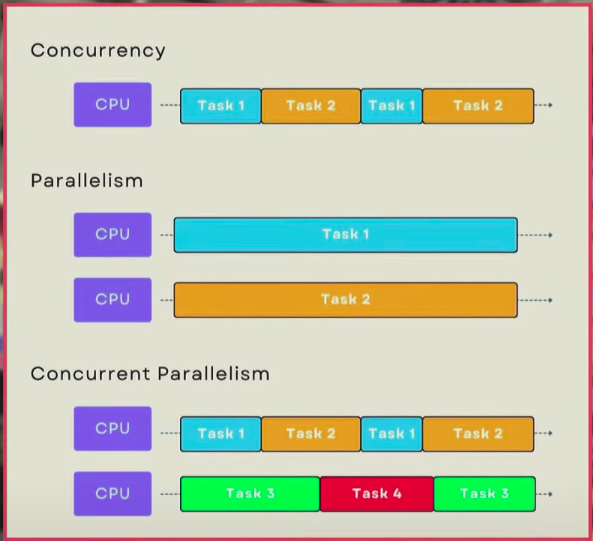 Concurrency
CPU Task 1 Task 2 Task 1 Task 2
Parallelism
CPU Task 1
CPU Task 2
Concurrent Parallelism
CPU Task 1 Task 2 Task 1 Task 2
CPU Task 3 Task 4 Task 3